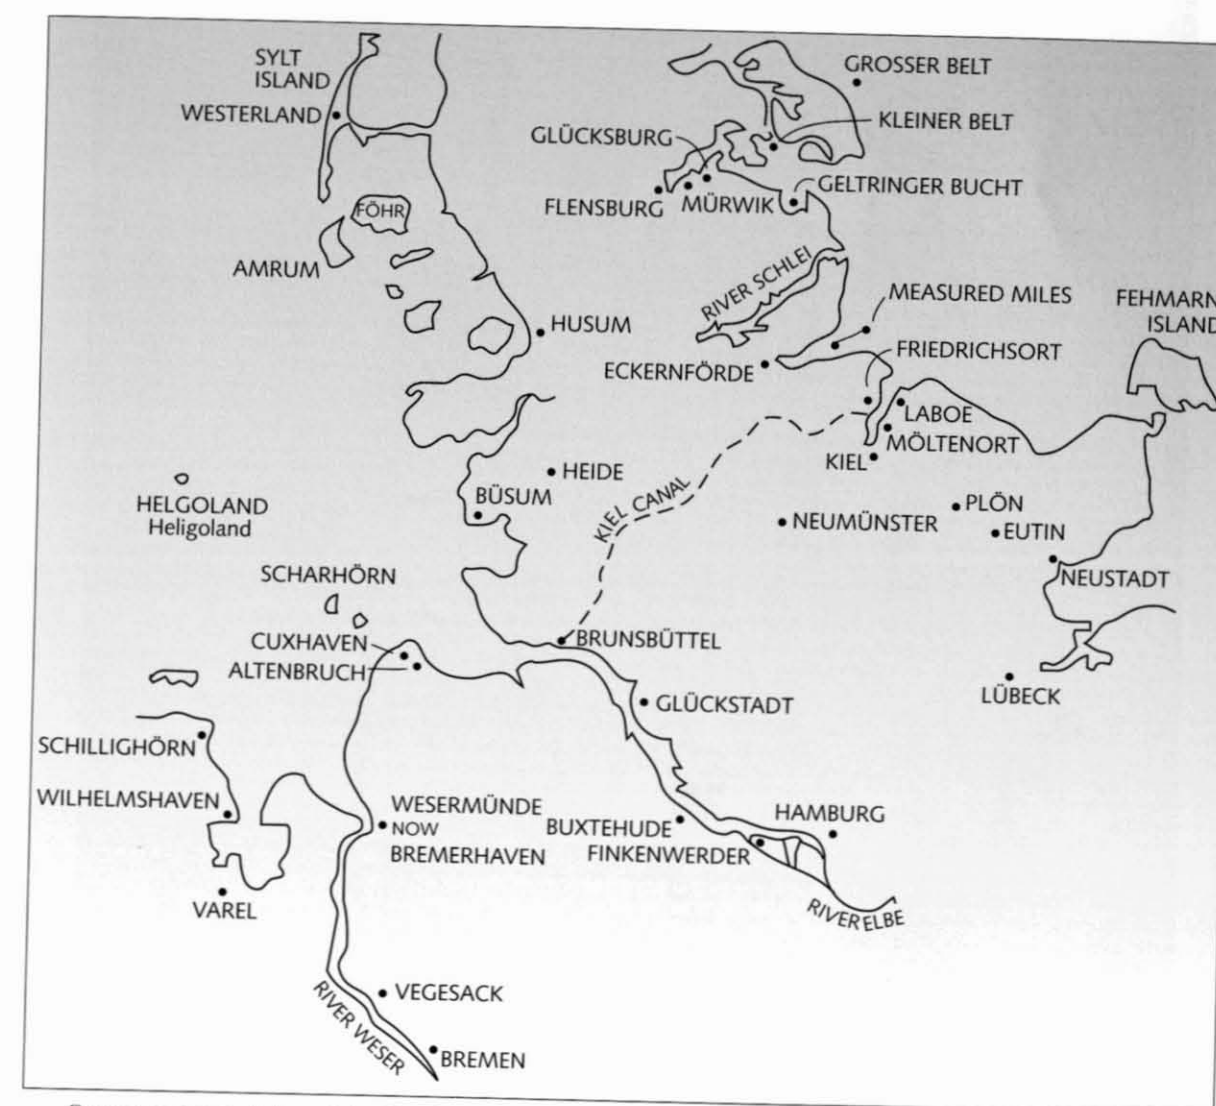 SYLT
ISLAND
WESTERLAND
GROSSER BELT
KLEINER BELT
GLÜCKSBURG
FLENSBURG
MÜRWIK
GELTRINGER BUCHT
FÖHR
AMRUM
RIVER SCHLEI
MEASURED MILES
FEHMARN
ISLAND
HUSUM
FRIEDRICHSORT
ECKERNFÖRDE
LABOE
MÖLTENORT
KIEL
HEIDE
BÜSUM
KIEL CANAL
HELGOLAND
Heligoland
PLÖN
NEUMÜNSTER
EUTIN
SCHARHÖRN
NEUSTADT
CUXHAVEN
BRUNSBÜTTEL
ALTENBRUCH
LÜBECK
GLÜCKSTADT
SCHILLIGHÖRN
WILHELMSHAVEN
WESERMÜNDE
NOW
BREMERHAVEN
HAMBURG
BUXTEHUDE
FINKENWERDER
VAREL
RIVER ELBE
VEGESACK
RIVER WESER
BREMEN